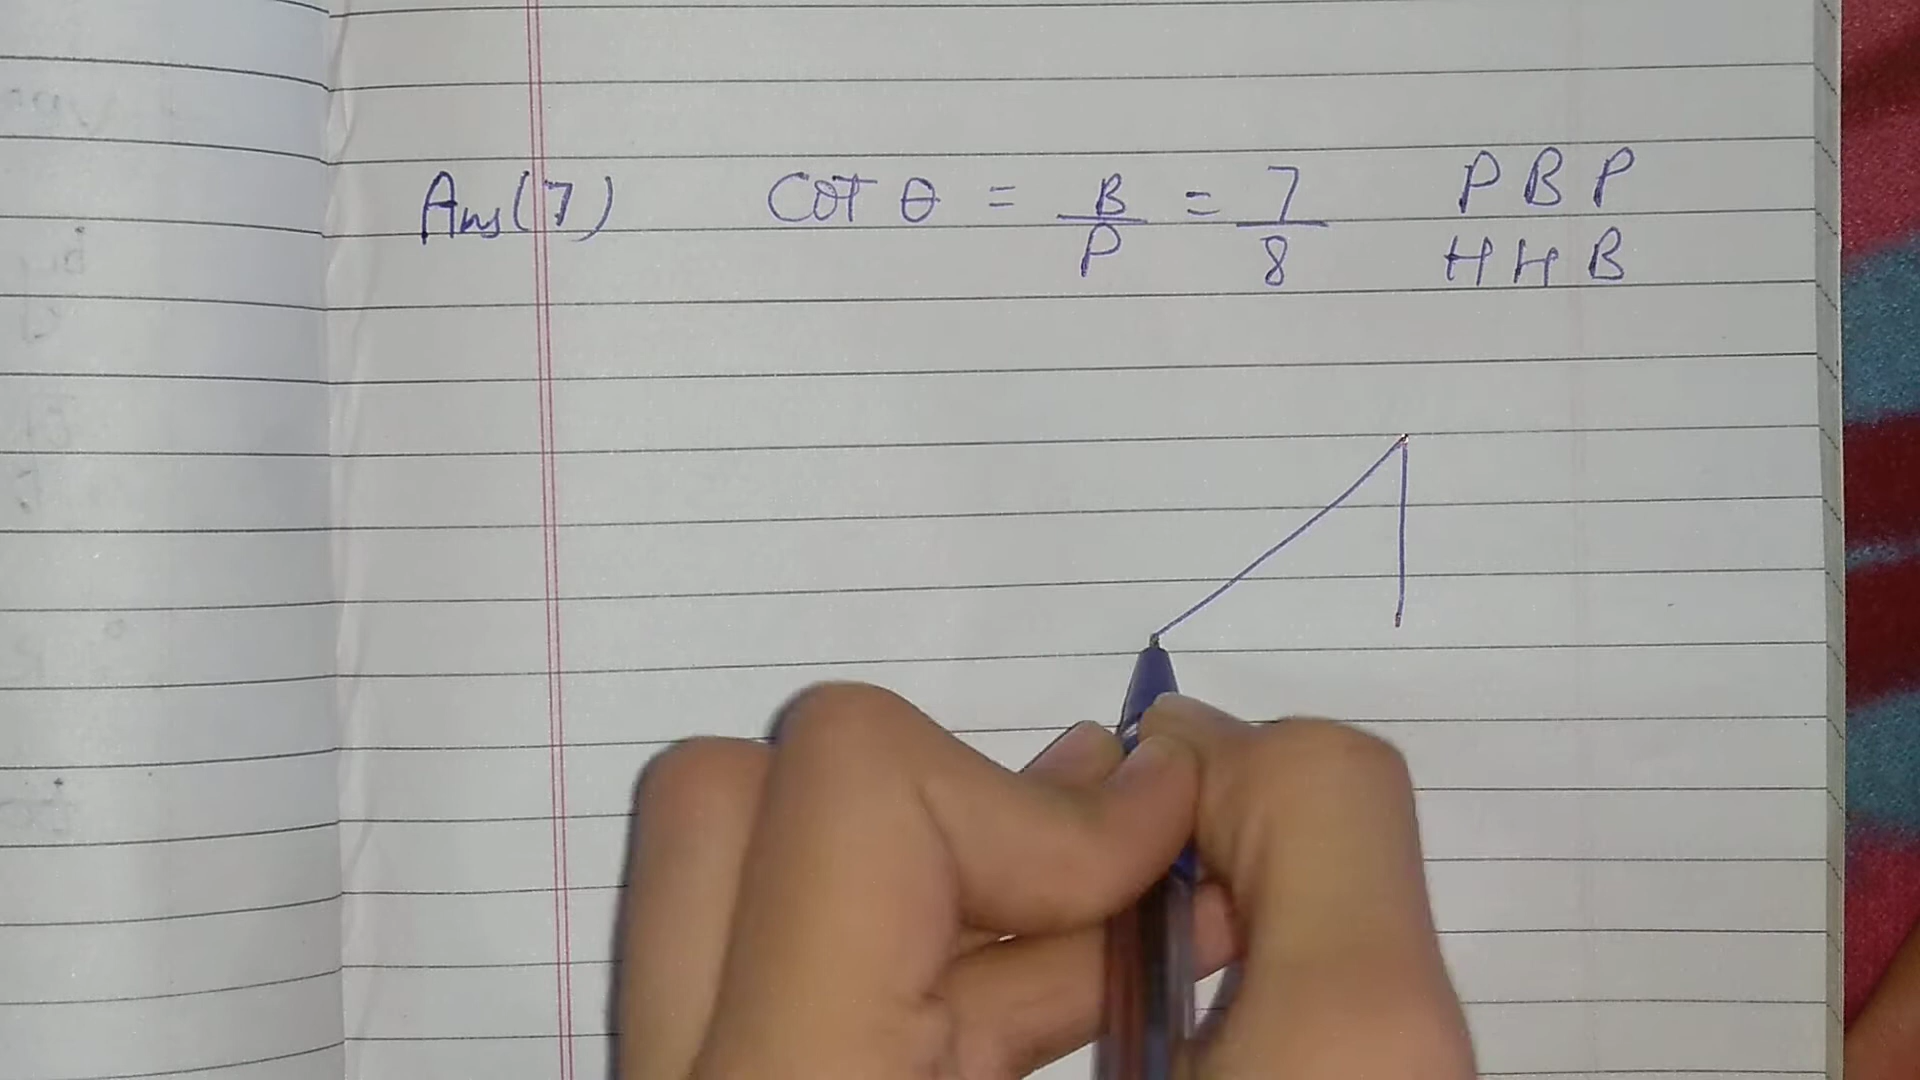 Ans(7) COT θ = B/P = 7/8 P B P
H H B